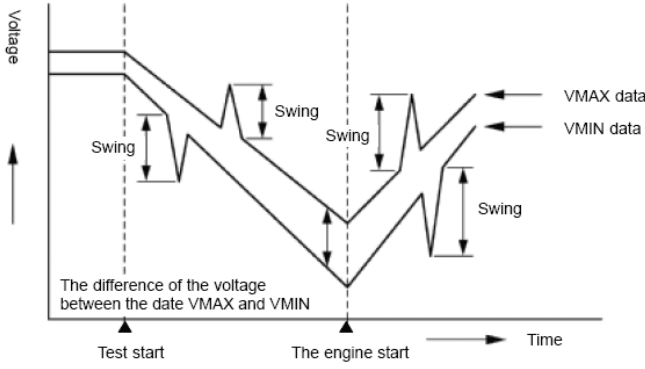 Voltage
Swing
Swing
Swing
VMAX data
VMIN data
Swing
The difference of the voltage
between the date VMAX and VMIN
Time
Test start
The engine start